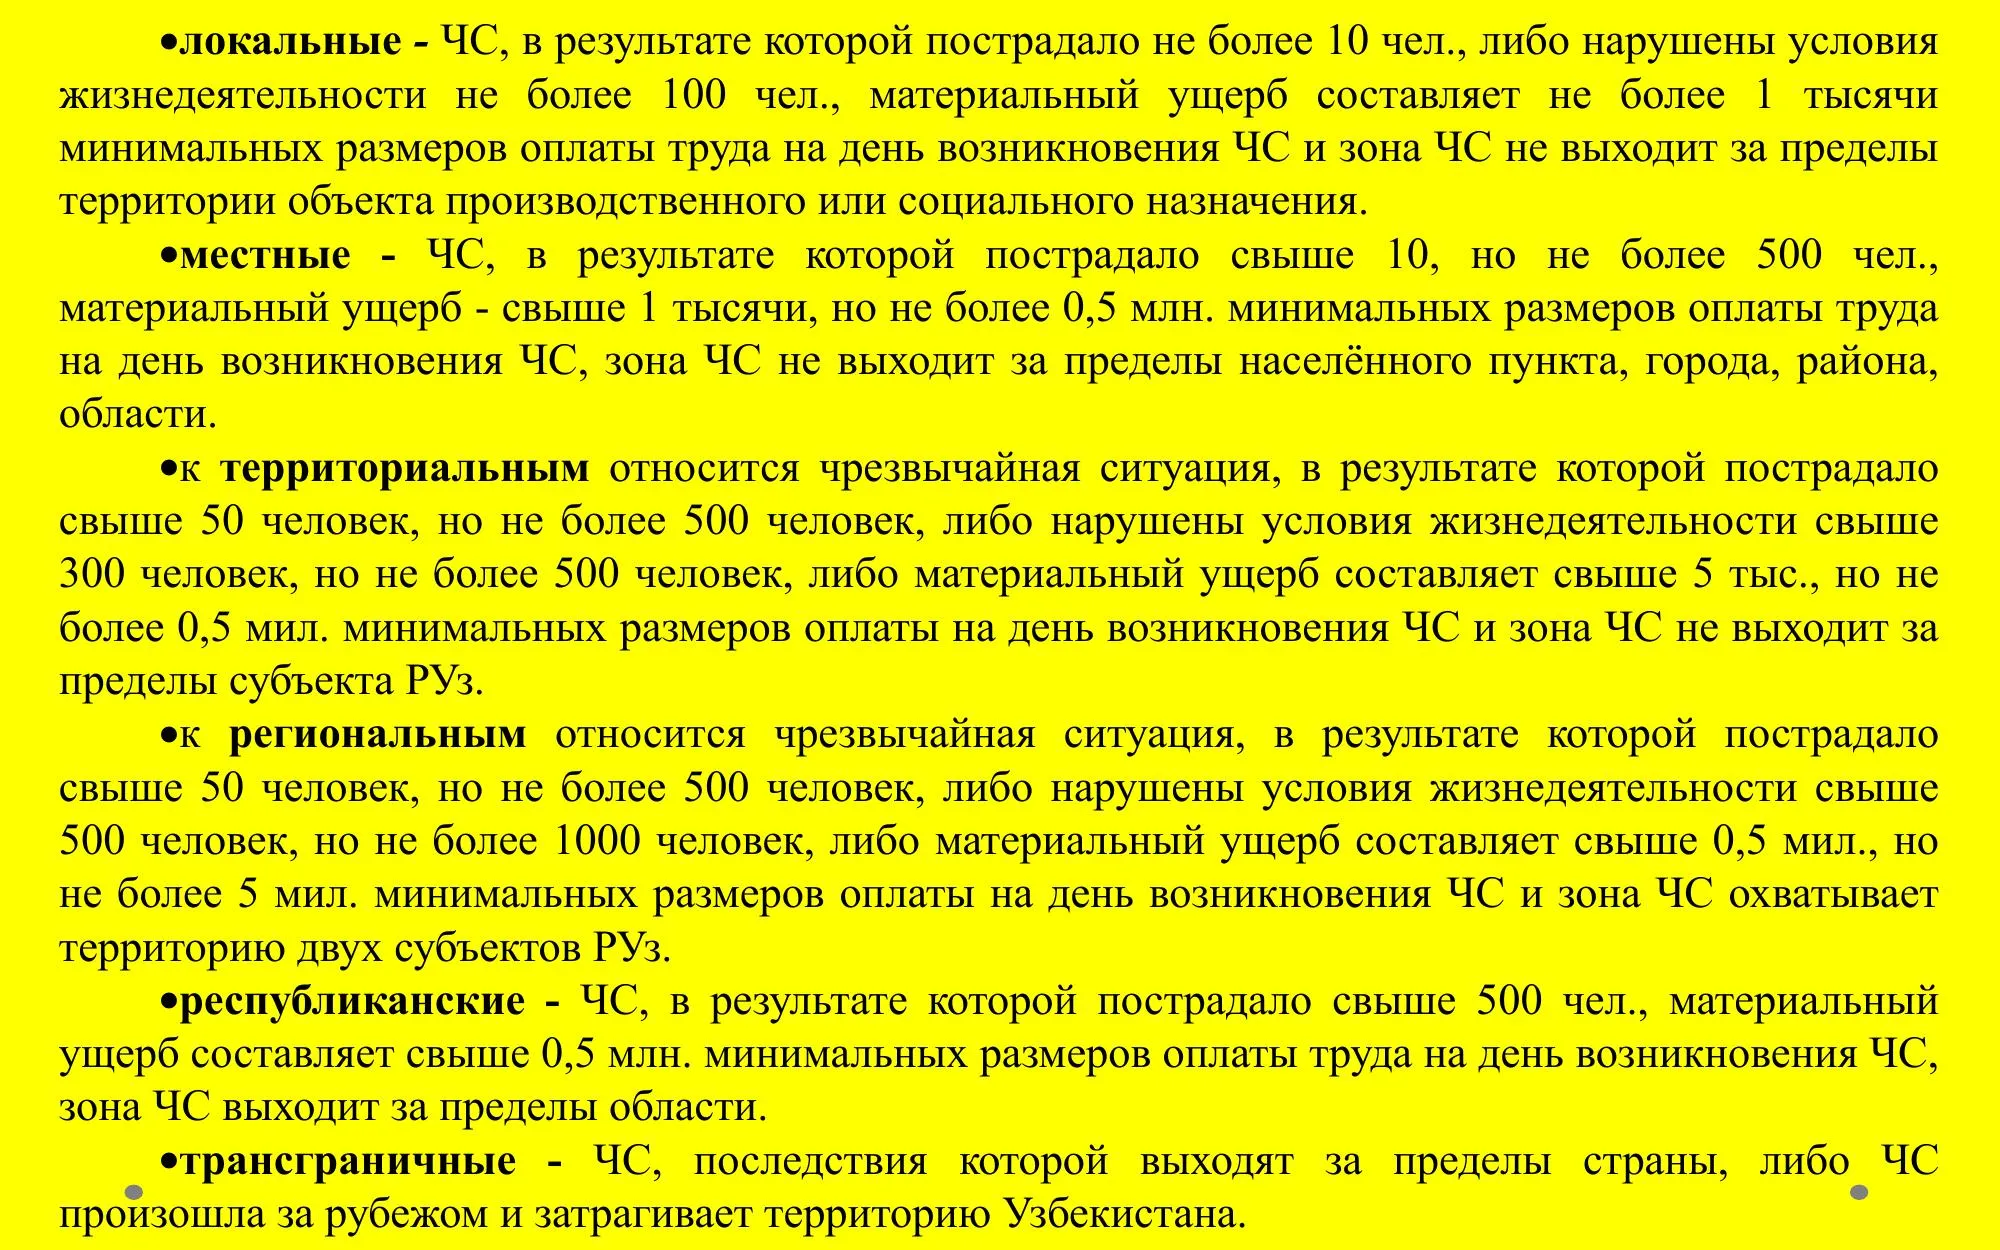 •локальные - ЧС, в результате которой пострадало не более 10 чел., либо нарушены условия
жизнедеятельности не более 100 чел., материальный ущерб составляет не более 1 тысячи
минимальных размеров оплаты труда на день возникновения ЧС и зона ЧС не выходит за пределы
территории объекта производственного или социального назначения.
•местные - ЧС, в результате которой пострадало свыше 10, но не более 500 чел.,
материальный ущерб - свыше 1 тысячи, но не более 0,5 млн. минимальных размеров оплаты труда
на день возникновения ЧС, зона ЧС не выходит за пределы населённого пункта, города, района,
области.
•к территориальным относится чрезвычайная ситуация, в результате которой пострадало
свыше 50 человек, но не более 500 человек, либо нарушены условия жизнедеятельности свыше
300 человек, но не более 500 человек, либо материальный ущерб составляет свыше 5 тыс., но не
более 0,5 мил. минимальных размеров оплаты на день возникновения ЧС и зона ЧС не выходит за
пределы субъекта РУз.
•к региональным относится чрезвычайная ситуация, в результате которой пострадало
свыше 50 человек, но не более 500 человек, либо нарушены условия жизнедеятельности свыше
500 человек, но не более 1000 человек, либо материальный ущерб составляет свыше 0,5 мил., но
не более 5 мил. минимальных размеров оплаты на день возникновения ЧС и зона ЧС охватывает
территорию двух субъектов РУз.
•республиканские - ЧС, в результате которой пострадало свыше 500 чел., материальный
ущерб составляет свыше 0,5 млн. минимальных размеров оплаты труда на день возникновения ЧС,
зона ЧС выходит за пределы области.
•трансграничные - ЧС, последствия которой выходят за пределы страны, либо ЧС
произошла за рубежом и затрагивает территорию Узбекистана.